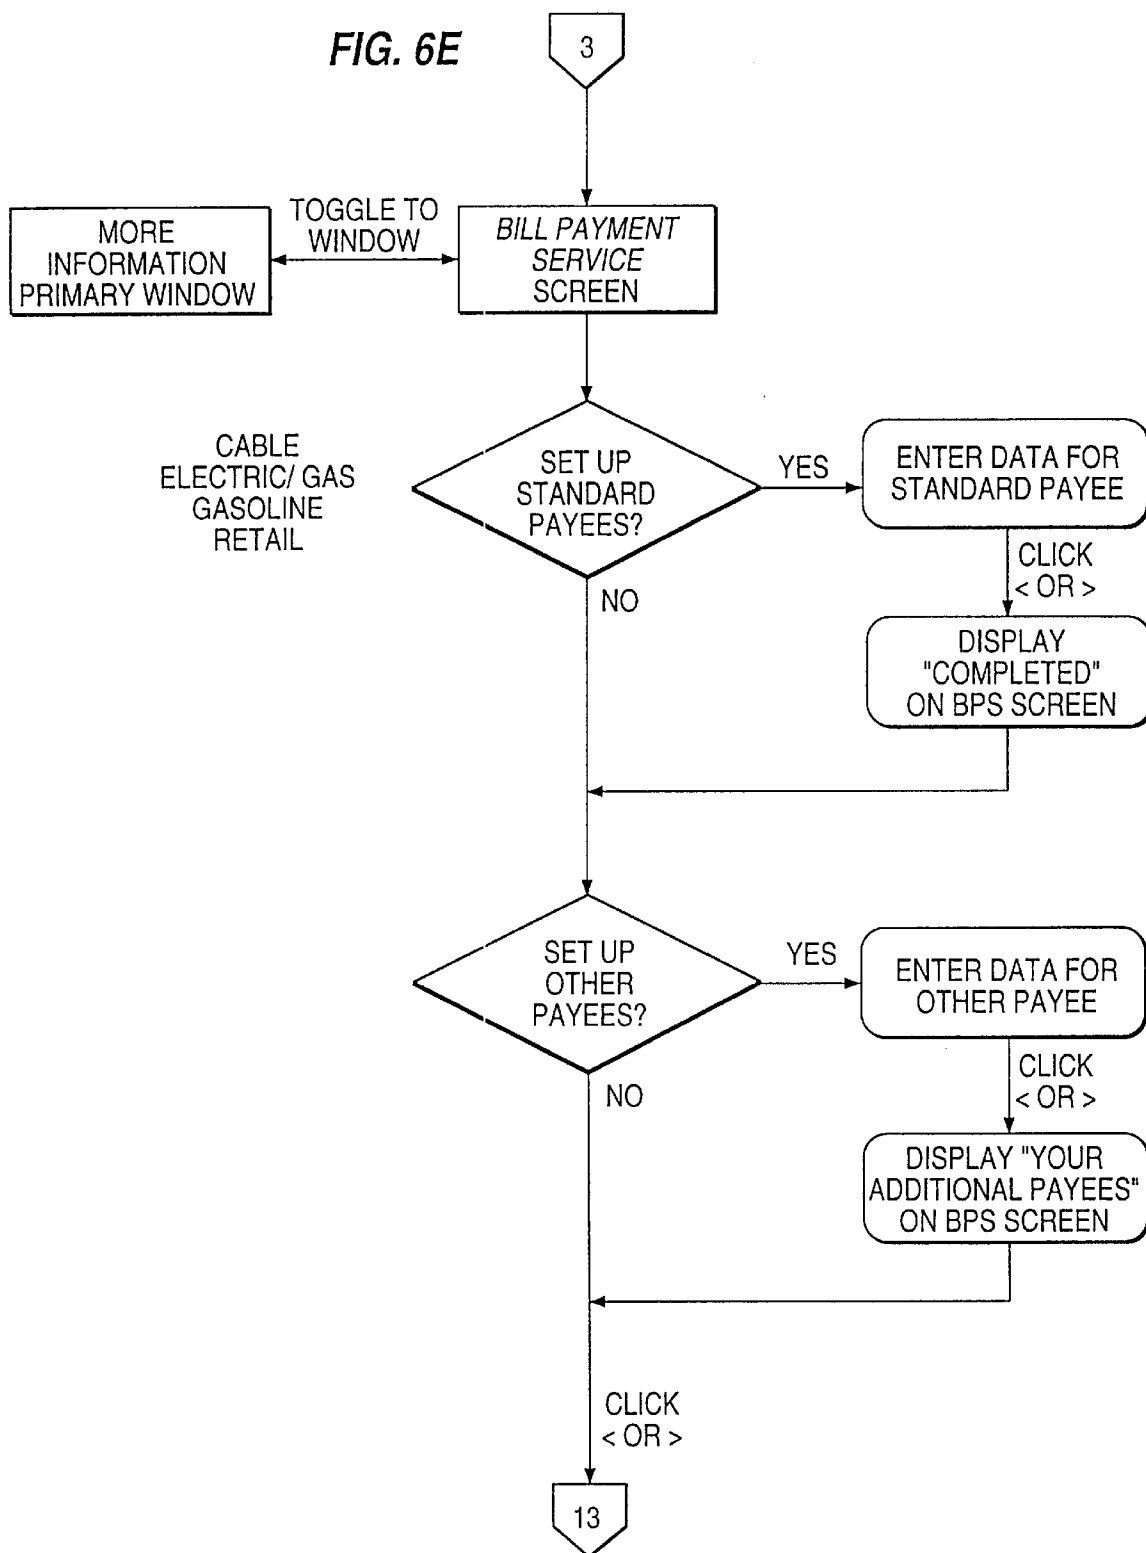 FIG. 6E
3
MORE
INFORMATION
PRIMARY WINDOW
TOGGLE TO
WINDOW
BILL PAYMENT
SERVICE
SCREEN
CABLE
ELECTRIC/ GAS
GASOLINE
RETAIL
SET UP
STANDARD
PAYEES?
YES
ENTER DATA FOR
STANDARD PAYEE
CLICK
< OR >
NO
DISPLAY
"COMPLETED"
ON BPS SCREEN
SET UP
OTHER
PAYEES?
YES
ENTER DATA FOR
OTHER PAYEE
CLICK
< OR >
NO
DISPLAY "YOUR
ADDITIONAL PAYEES"
ON BPS SCREEN
CLICK
< OR >
13